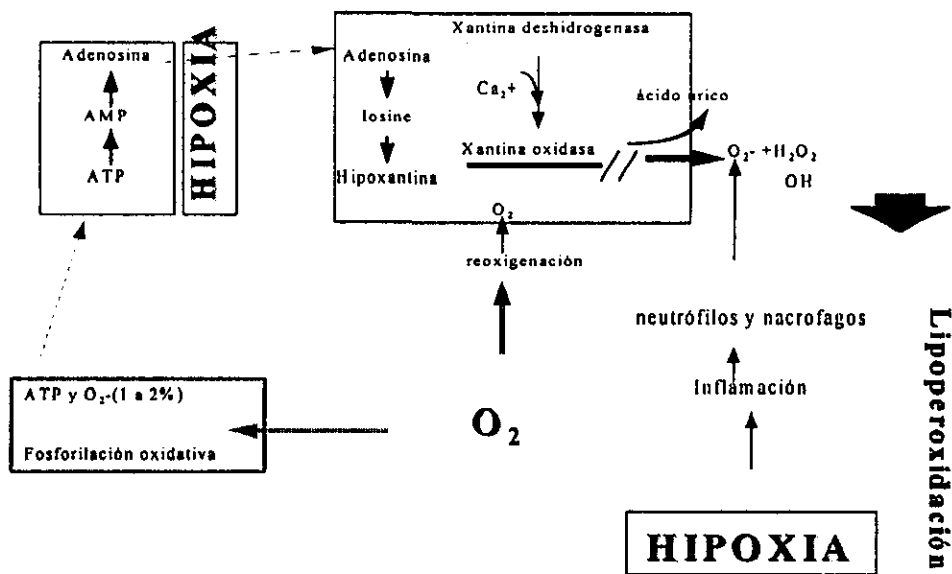 Adenosina
AMP
ATP
HIPOXIA
Xantina deshidrogenasa
Adenosina
Iosine
Hipoxantina
Ca₂+
Xantina oxidasa
O₂
reoxigenación
ácido urico
O₂- +H₂O₂
OH
neutrófilos y nacrofagos
Inflamación
HIPOXIA
Lipoperoxidación
ATP y O₂-(1 a 2%)
Fosforilación oxidativa
O₂